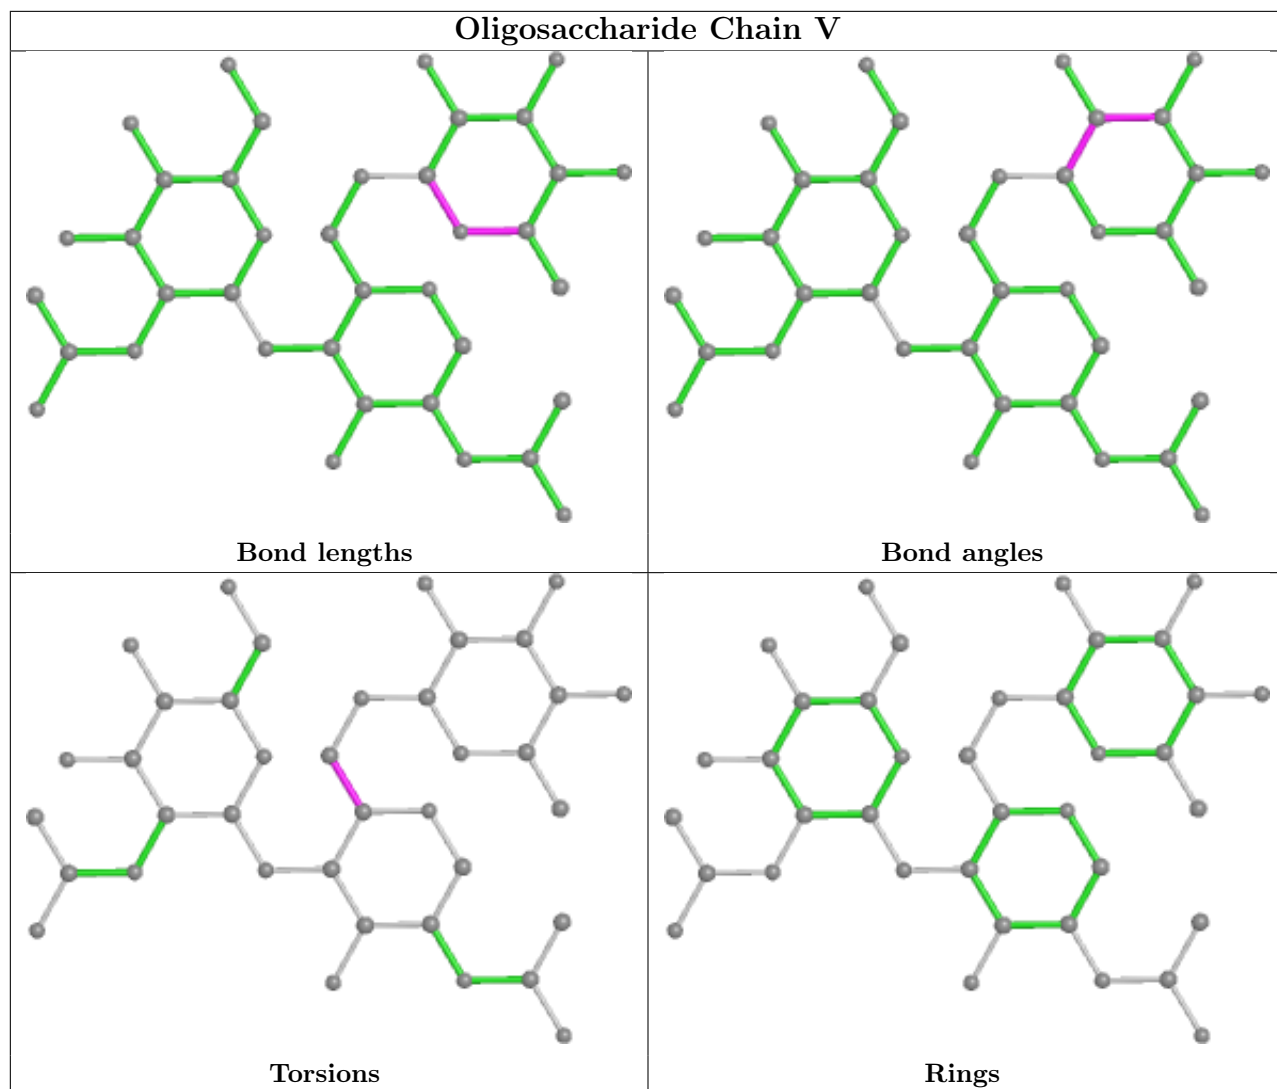 Oligosaccharide Chain V
Bond lengths
Bond angles
Torsions
Rings